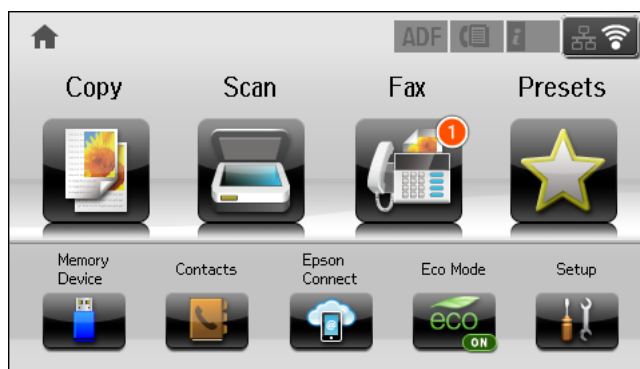 ADF i
Copy Scan Fax Presets
1
Memory Device Contacts Epson Connect Eco Mode Setup
@
eco
ON